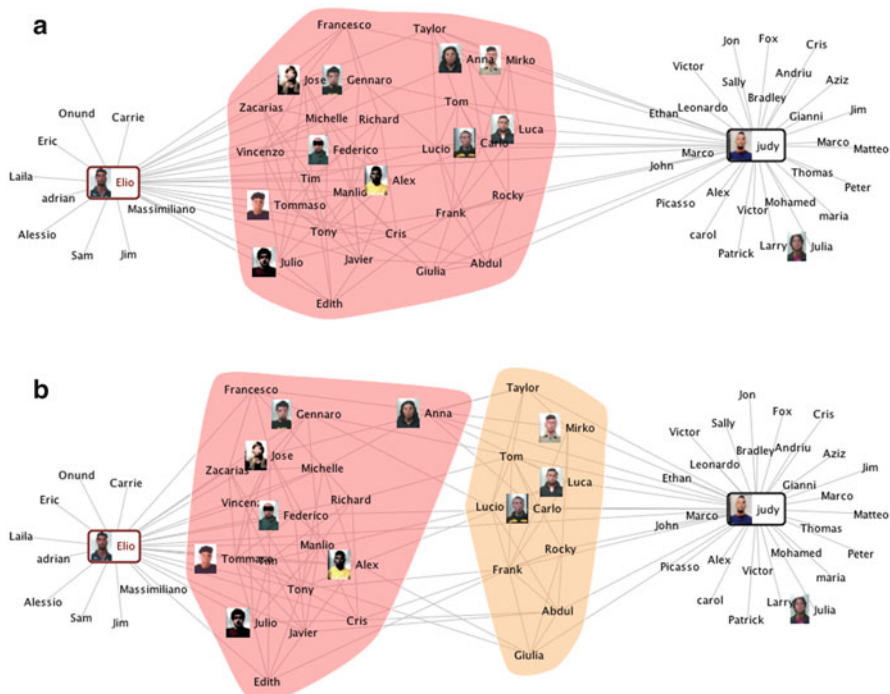 a
Francesco
Taylor
Jon
Fox
Cris
Anna
Mirko
Victor
Sally
Andriu
Aziz
Jose
Gennaro
Bradley
Onund
Carrie
Zacarias
Michelle
Richard
Tom
Ethan
Leonardo
Gianni
Jim
Luca
Eric
Vincenzo
Federico
Lucio
Carlo
Marco
judy
Marco
Matteo
John
Laila
Elio
Tim
Manlio
Alex
Thomas
Peter
adrian
Massimiliano
Tommaso
Rocky
Picasso
Alex
Mohamed
Frank
Victor
maria
Alessio
Tony
Cris
carol
Sam
Jim
Julio
Javier
Giulia
Abdul
Patrick
Larry
Julia
Edith
b
Francesco
Taylor
Jon
Gennaro
Anna
Mirko
Fox
Cris
Sally
Victor
Andriu
Aziz
Jose
Tom
Bradley
Onund
Carrie
Zacarias
Michelle
Leonardo
Jim
Ethan
Gianni
Luca
Eric
Richard
Marco
Vincenz
Federico
Lucio
Carlo
Marco
judy
Matteo
John
Laila
Elio
Thomas
adrian
Tommaso
Manlio
Rocky
Mohamed
Peter
Tim
Alex
Picasso
Alex
Frank
Victor
maria
Massimiliano
Tony
Alessio
carol
Abdul
Larry
Julia
Sam
Jim
Julio
Javier
Cris
Patrick
Giulia
Edith